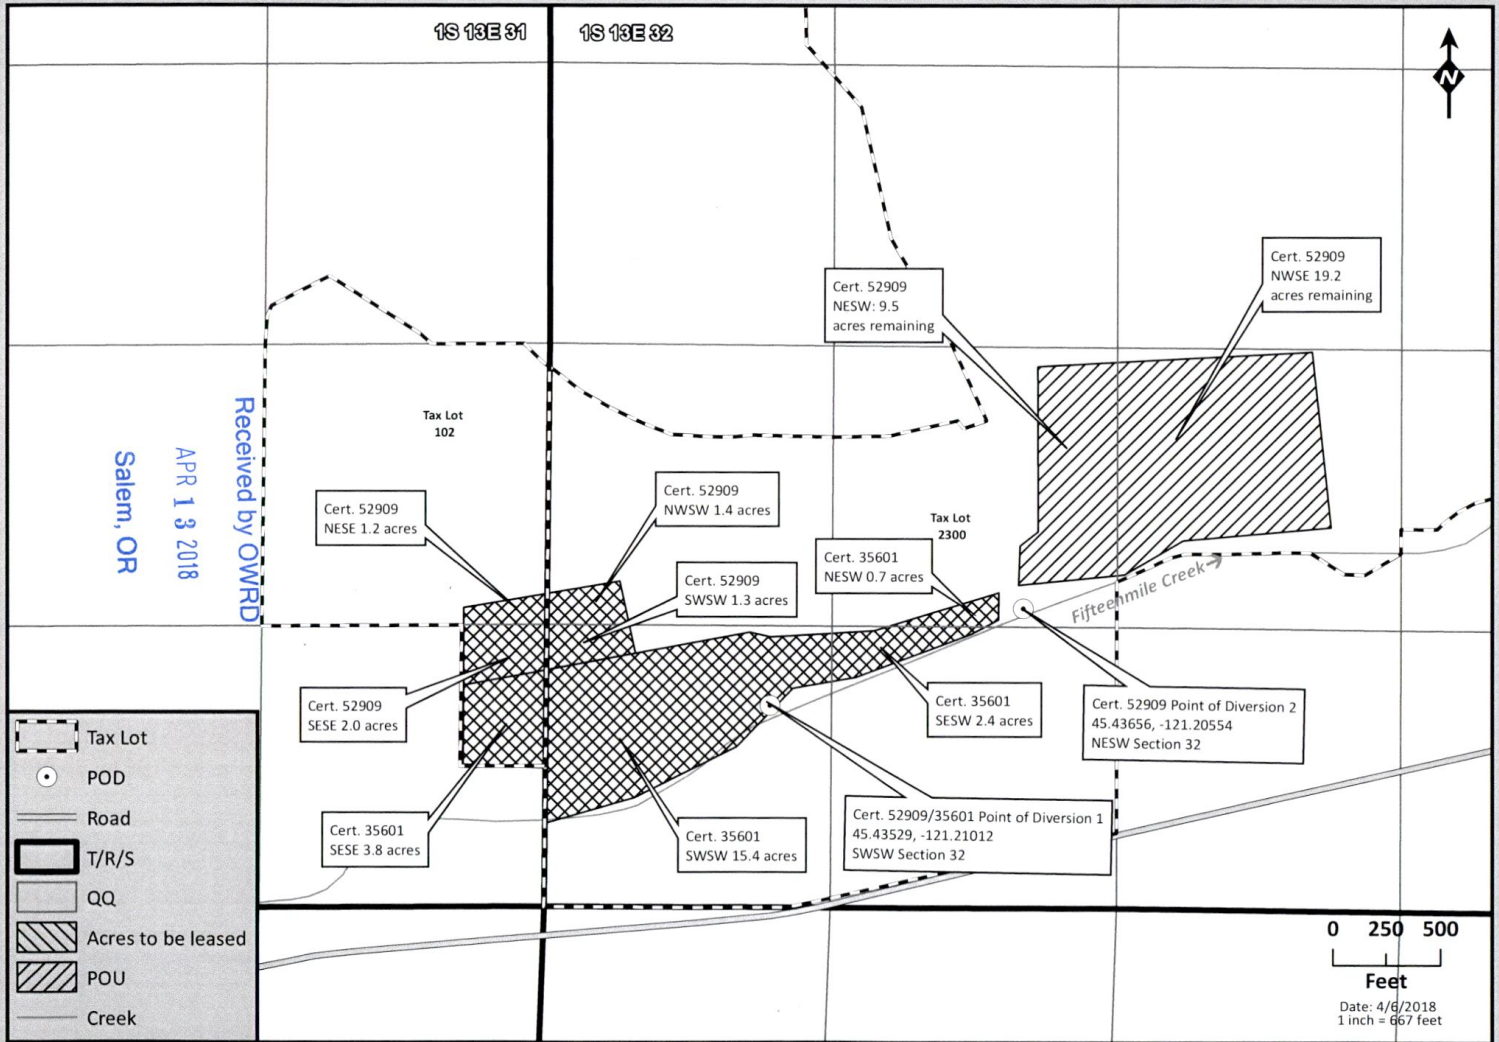 1S 13E 31
1S 13E 32
N
Cert. 52909
NWSE 19.2
acres remaining
Cert. 52909
NESW: 9.5
acres remaining
Tax Lot
102
Received by OWRD
APR 13 2018
Salem, OR
Cert. 52909
NESE 1.2 acres
Cert. 52909
NWSW 1.4 acres
Tax Lot
2300
Cert. 35601
NESW 0.7 acres
Cert. 52909
SWSW 1.3 acres
Fifteenmile Creek
Cert. 52909
SESE 2.0 acres
Cert. 35601
SESW 2.4 acres
Cert. 52909 Point of Diversion 2
45.43656, -121.20554
NESW Section 32
Cert. 35601
SESE 3.8 acres
Cert. 35601
SWSW 15.4 acres
Cert. 52909/35601 Point of Diversion 1
45.43529, -121.21012
SWSW Section 32
Tax Lot
POD
Road
T/R/S
QQ
Acres to be leased
POU
Creek
0 250 500
Feet
Date: 4/6/2018
1 inch = 667 feet